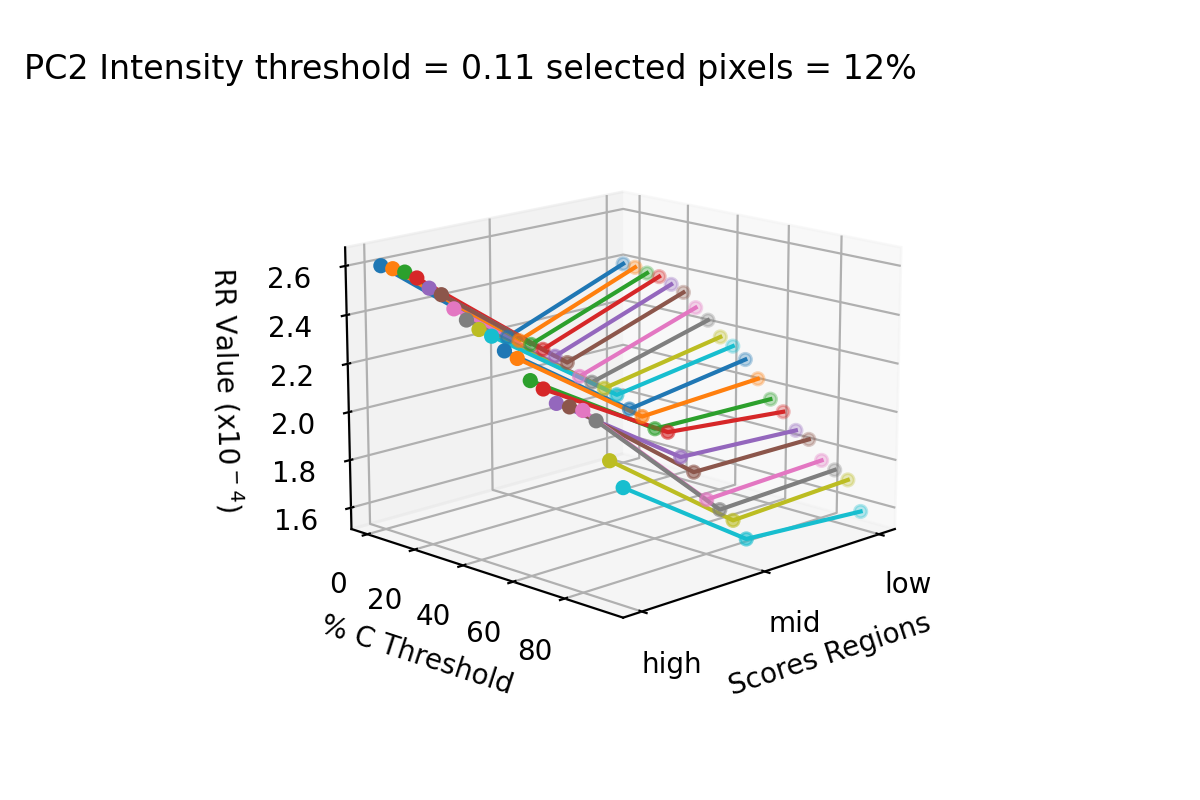 PC2 Intensity threshold = 0.11 selected pixels = 12%
RR Value (x10⁻⁴)
2.6
2.4
2.2
2.0
1.8
1.6
0
20
40
60
80
% C Threshold
high
mid
low
Scores Regions